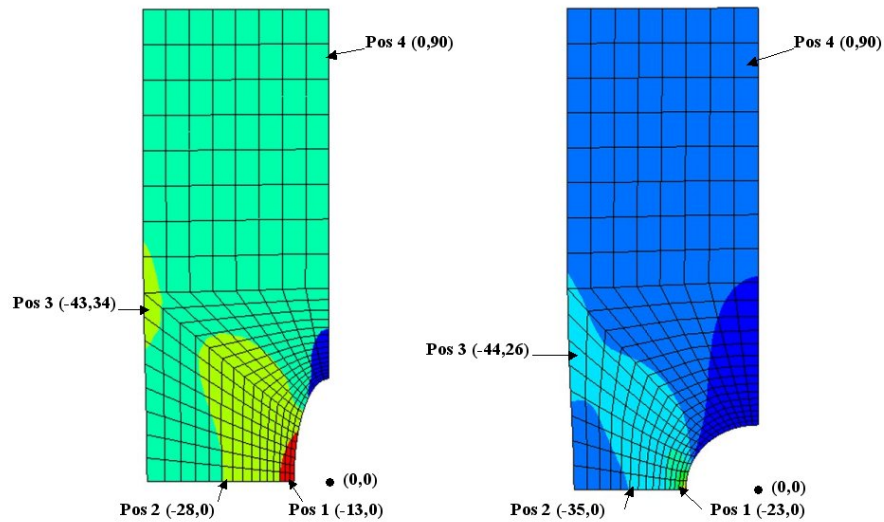 Pos 4 (0,90)
Pos 3 (-43,34)
(0,0)
Pos 2 (-28,0)
Pos 1 (-13,0)
Pos 4 (0,90)
Pos 3 (-44,26)
(0,0)
Pos 2 (-35,0)
Pos 1 (-23,0)